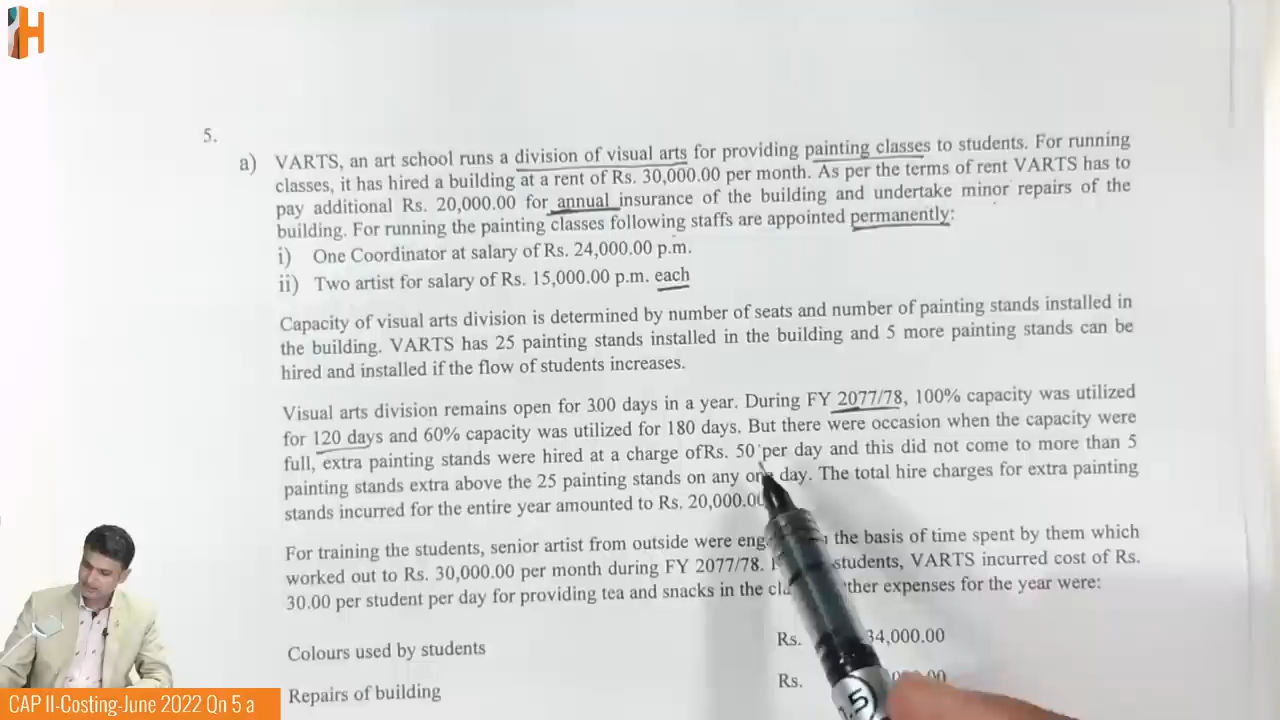 H
5.
a) VARTS, an art school runs a division of visual arts for providing painting classes to students. For running
classes, it has hired a building at a rent of Rs. 30,000.00 per month. As per the terms of rent VARTS has to
pay additional Rs. 20,000.00 for annual insurance of the building and undertake minor repairs of the
building. For running the painting classes following staffs are appointed permanently:
i) One Coordinator at salary of Rs. 24,000.00 p.m.
ii) Two artist for salary of Rs. 15,000.00 p.m. each
Capacity of visual arts division is determined by number of seats and number of painting stands installed in
the building. VARTS has 25 painting stands installed in the building and 5 more painting stands can be
hired and installed if the flow of students increases.
Visual arts division remains open for 300 days in a year. During FY 2077/78, 100% capacity was utilized
for 120 days and 60% capacity was utilized for 180 days. But there were occasion when the capacity were
full, extra painting stands were hired at a charge ofRs. 50 per day and this did not come to more than 5
painting stands extra above the 25 painting stands on any one day. The total hire charges for extra painting
stands incurred for the entire year amounted to Rs. 20,000.00
For training the students, senior artist from outside were the basis of time spent by them which
worked out to Rs. 30,000.00 per month during FY 2077/78. students, VARTS incurred cost of Rs.
30.00 per student per day for providing tea and snacks in the expenses for the year were:
Colours used by students Rs. 34,000.00
Repairs of building Rs.
1.5
CAP II-Costing-June 2022 Qn 5 a